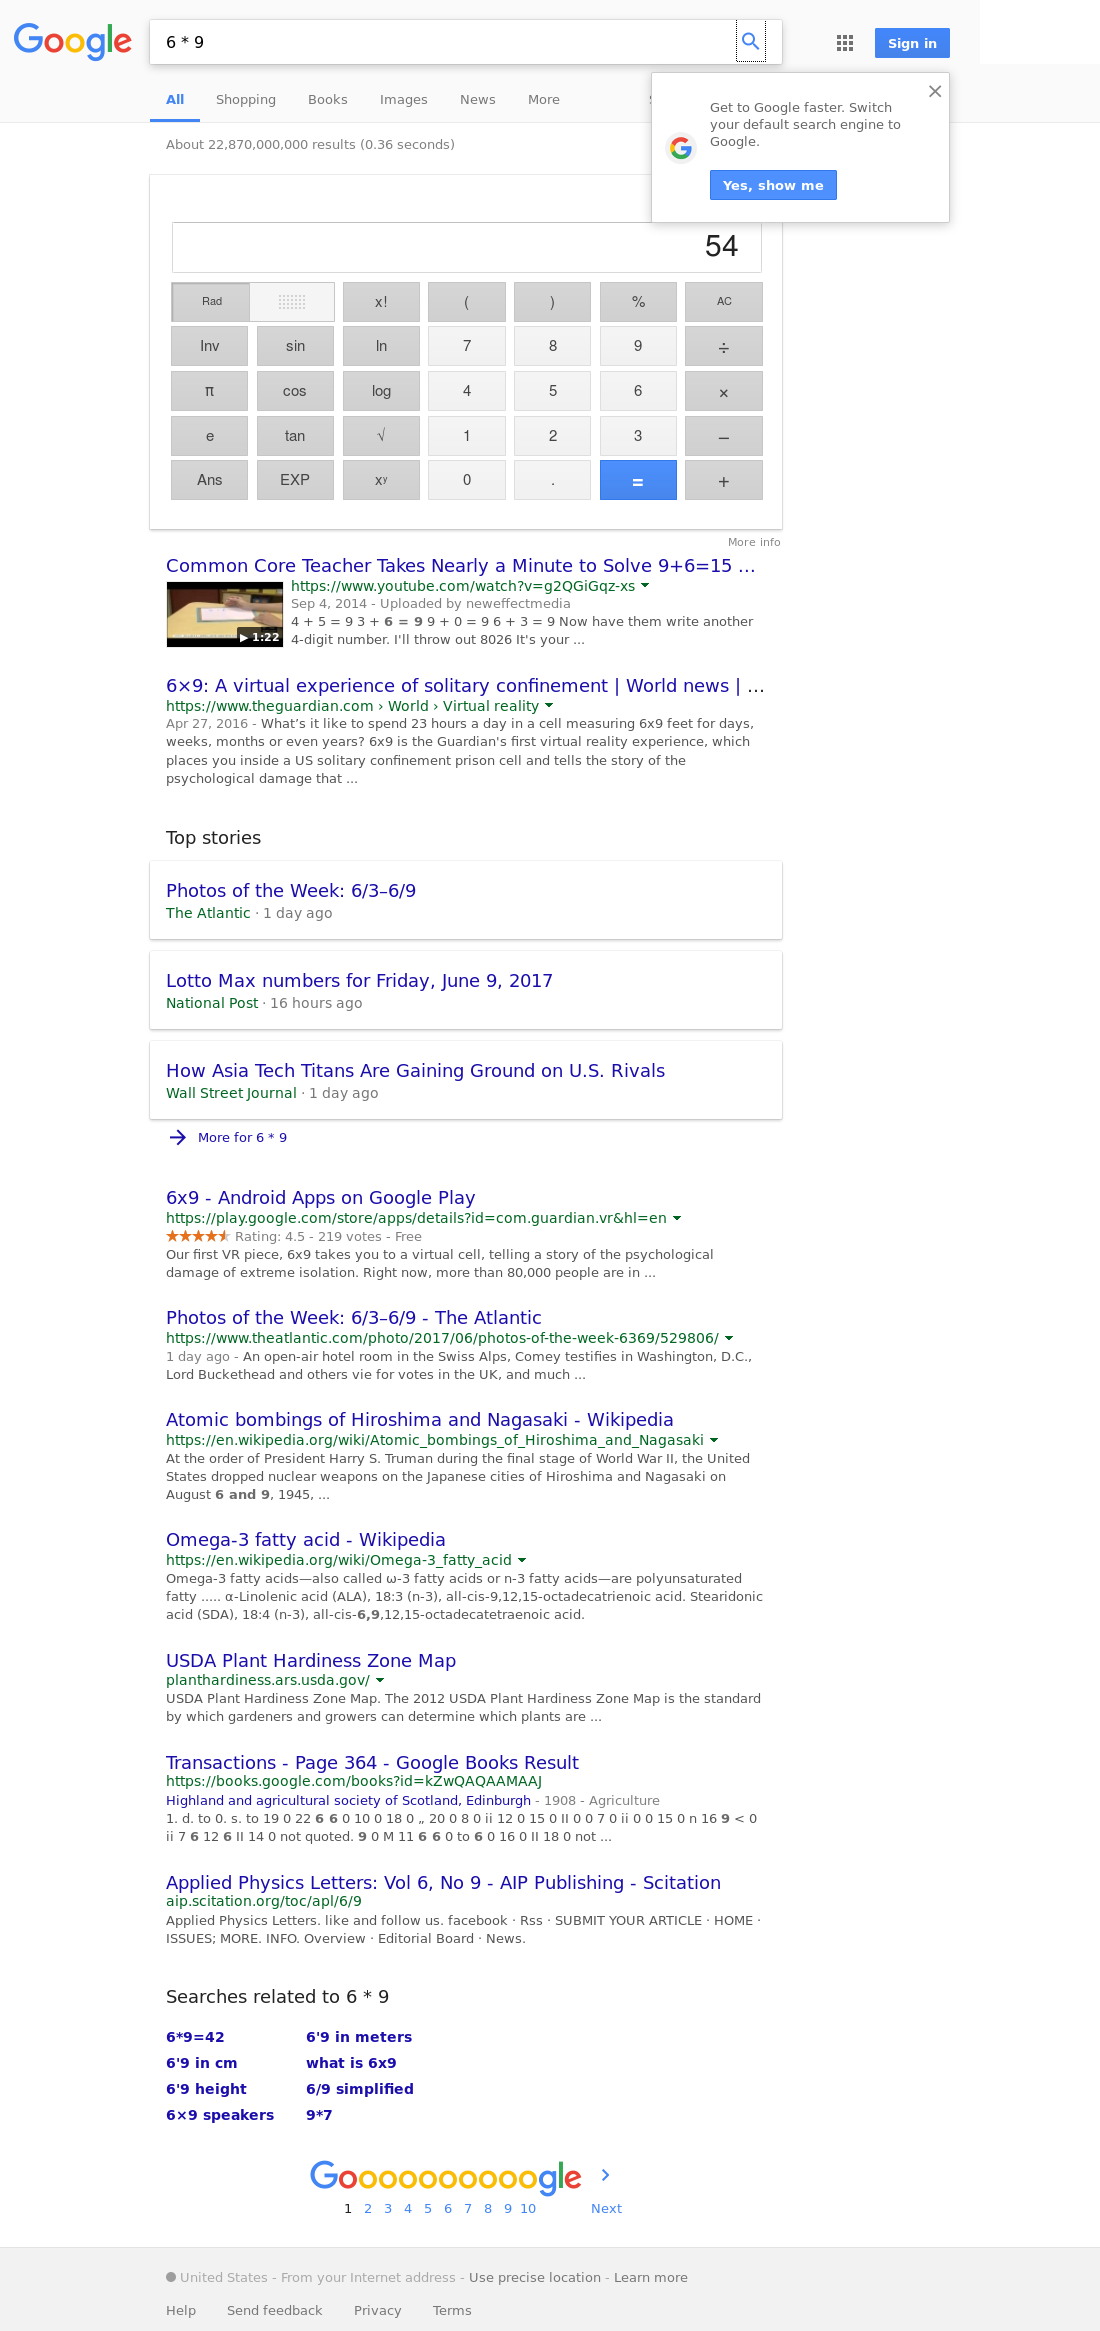 Google
6 * 9
Sign in
All Shopping Books Images News More
Get to Google faster. Switch
your default search engine to
Google.
Yes, show me
About 22,870,000,000 results (0.36 seconds)
54
Rad x! ( ) % AC
Inv sin ln 7 8 9 ÷
π cos log 4 5 6 ×
e tan √ 1 2 3 −
Ans EXP xʸ 0 . = +
More info
Common Core Teacher Takes Nearly a Minute to Solve 9+6=15 ...
https://www.youtube.com/watch?v=g2QGiGqz-xs
Sep 4, 2014 - Uploaded by neweffectmedia
4 + 5 = 9 3 + 6 = 9 9 + 0 = 9 6 + 3 = 9 Now have them write another
4-digit number. I'll throw out 8026 It's your ...
▶ 1:22
6×9: A virtual experience of solitary confinement | World news | ...
https://www.theguardian.com › World › Virtual reality
Apr 27, 2016 - What’s it like to spend 23 hours a day in a cell measuring 6x9 feet for days,
weeks, months or even years? 6x9 is the Guardian's first virtual reality experience, which
places you inside a US solitary confinement prison cell and tells the story of the
psychological damage that ...
Top stories
Photos of the Week: 6/3–6/9
The Atlantic · 1 day ago
Lotto Max numbers for Friday, June 9, 2017
National Post · 16 hours ago
How Asia Tech Titans Are Gaining Ground on U.S. Rivals
Wall Street Journal · 1 day ago
More for 6 * 9
6x9 - Android Apps on Google Play
https://play.google.com/store/apps/details?id=com.guardian.vr&hl=en
Rating: 4.5 - 219 votes - Free
Our first VR piece, 6x9 takes you to a virtual cell, telling a story of the psychological
damage of extreme isolation. Right now, more than 80,000 people are in ...
Photos of the Week: 6/3–6/9 - The Atlantic
https://www.theatlantic.com/photo/2017/06/photos-of-the-week-6369/529806/
1 day ago - An open-air hotel room in the Swiss Alps, Comey testifies in Washington, D.C.,
Lord Buckethead and others vie for votes in the UK, and much ...
Atomic bombings of Hiroshima and Nagasaki - Wikipedia
https://en.wikipedia.org/wiki/Atomic_bombings_of_Hiroshima_and_Nagasaki
At the order of President Harry S. Truman during the final stage of World War II, the United
States dropped nuclear weapons on the Japanese cities of Hiroshima and Nagasaki on
August 6 and 9, 1945, ...
Omega-3 fatty acid - Wikipedia
https://en.wikipedia.org/wiki/Omega-3_fatty_acid
Omega-3 fatty acids—also called ω-3 fatty acids or n-3 fatty acids—are polyunsaturated
fatty ..... α-Linolenic acid (ALA), 18:3 (n-3), all-cis-9,12,15-octadecatrienoic acid. Stearidonic
acid (SDA), 18:4 (n-3), all-cis-6,9,12,15-octadecatetraenoic acid.
USDA Plant Hardiness Zone Map
planthardiness.ars.usda.gov/
USDA Plant Hardiness Zone Map. The 2012 USDA Plant Hardiness Zone Map is the standard
by which gardeners and growers can determine which plants are ...
Transactions - Page 364 - Google Books Result
https://books.google.com/books?id=kZwQAQAAMAAJ
Highland and agricultural society of Scotland, Edinburgh - 1908 - Agriculture
1. d. to 0. s. to 19 0 22 6 6 0 10 0 18 0 „ 20 0 8 0 ii 12 0 15 0 II 0 0 7 0 ii 0 0 15 0 n 16 9 < 0
ii 7 6 12 6 II 14 0 not quoted. 9 0 M 11 6 6 0 to 6 0 16 0 II 18 0 not ...
Applied Physics Letters: Vol 6, No 9 - AIP Publishing - Scitation
aip.scitation.org/toc/apl/6/9
Applied Physics Letters. like and follow us. facebook · Rss · SUBMIT YOUR ARTICLE · HOME ·
ISSUES; MORE. INFO. Overview · Editorial Board · News.
Searches related to 6 * 9
6*9=42 6'9 in meters
6'9 in cm what is 6x9
6'9 height 6/9 simplified
6×9 speakers 9*7
Goooooooooogle
1 2 3 4 5 6 7 8 9 10 Next
United States - From your Internet address - Use precise location - Learn more
Help Send feedback Privacy Terms